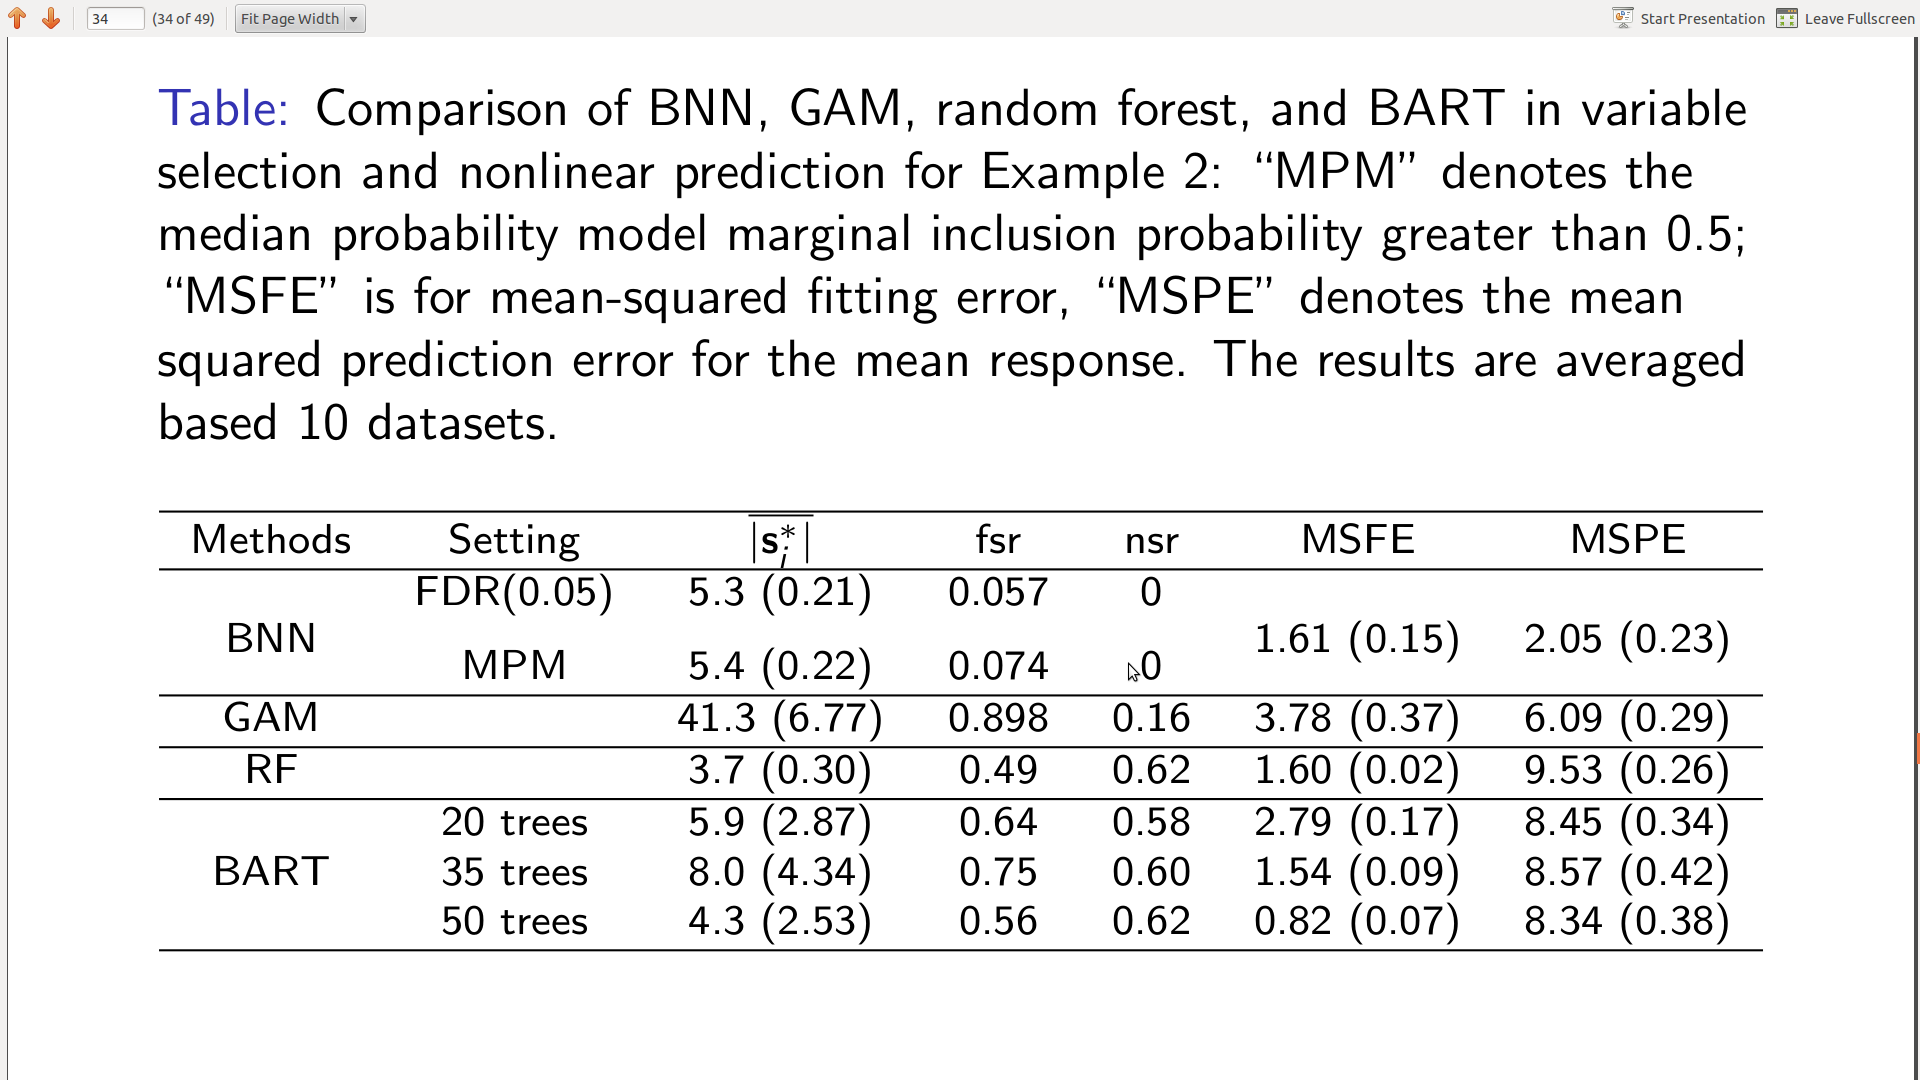 34 (34 of 49) Fit Page Width Start Presentation Leave Fullscreen
Table: Comparison of BNN, GAM, random forest, and BART in variable
selection and nonlinear prediction for Example 2: “MPM” denotes the
median probability model marginal inclusion probability greater than 0.5;
“MSFE” is for mean-squared fitting error, “MSPE” denotes the mean
squared prediction error for the mean response. The results are averaged
based 10 datasets.
Methods Setting |s_i^*| fsr nsr MSFE MSPE
FDR(0.05) 5.3 (0.21) 0.057 0
BNN 1.61 (0.15) 2.05 (0.23)
MPM 5.4 (0.22) 0.074 0
GAM 41.3 (6.77) 0.898 0.16 3.78 (0.37) 6.09 (0.29)
RF 3.7 (0.30) 0.49 0.62 1.60 (0.02) 9.53 (0.26)
20 trees 5.9 (2.87) 0.64 0.58 2.79 (0.17) 8.45 (0.34)
BART 35 trees 8.0 (4.34) 0.75 0.60 1.54 (0.09) 8.57 (0.42)
50 trees 4.3 (2.53) 0.56 0.62 0.82 (0.07) 8.34 (0.38)